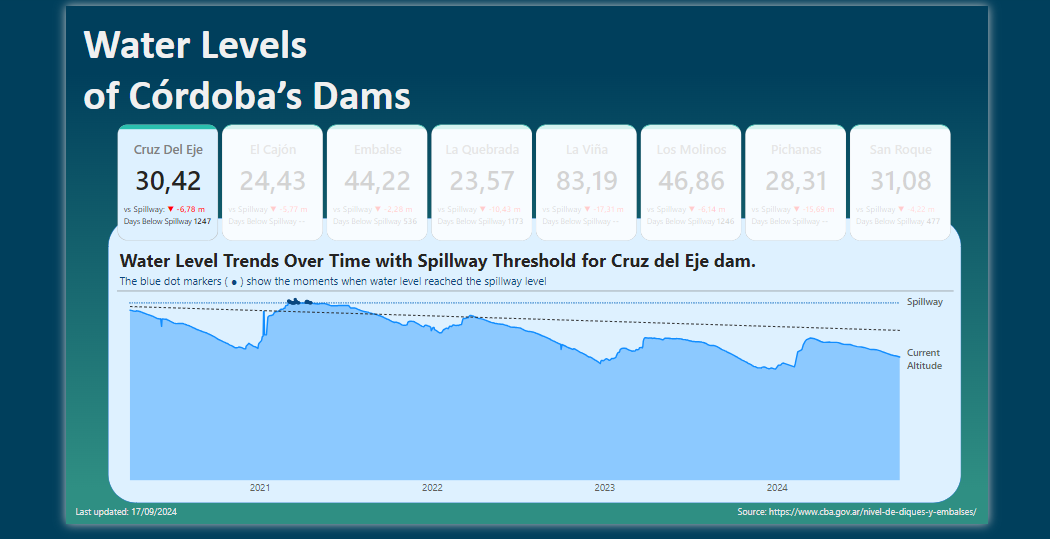 Water Levels
of Córdoba's Dams
Cruz Del Eje
30,42
vs Spillway: ▼ -6,78 m
Days Below Spillway 1247
El Cajón
24,43
vs Spillway ▼ -5,77 m
Days Below Spillway --
Embalse
44,22
vs Spillway ▼ -2,28 m
Days Below Spillway 536
La Quebrada
23,57
vs Spillway ▼ -10,43 m
Days Below Spillway 1173
La Viña
83,19
vs Spillway ▼ -17,31 m
Days Below Spillway --
Los Molinos
46,86
vs Spillway ▼ -6,14 m
Days Below Spillway 1246
Pichanas
28,31
vs Spillway ▼ -15,69 m
Days Below Spillway --
San Roque
31,08
vs Spillway ▼ -4,22 m
Days Below Spillway 477
Water Level Trends Over Time with Spillway Threshold for Cruz del Eje dam.
The blue dot markers ( ● ) show the moments when water level reached the spillway level
Spillway
Current
Altitude
2021
2022
2023
2024
Last updated: 17/09/2024
Source: https://www.cba.gov.ar/nivel-de-diques-y-embalses/